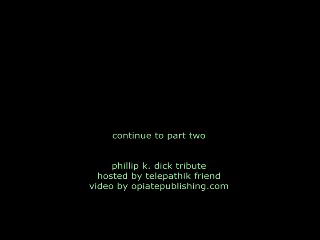 continue to part two
phillip k. dick tribute
hosted by telepathik friend
video by opiatepublishing.com